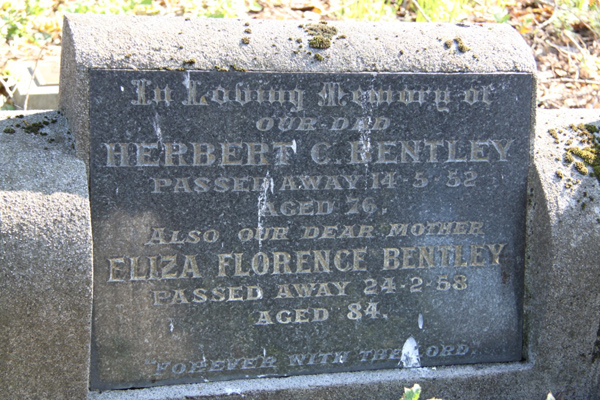 In Loving Memory of
OUR DAD
HERBERT C. BENTLEY
PASSED AWAY 14-5-52
AGED 76.
ALSO OUR DEAR MOTHER
ELIZA FLORENCE BENTLEY
PASSED AWAY 24-2-58
AGED 84.
"FOREVER WITH THE LORD."